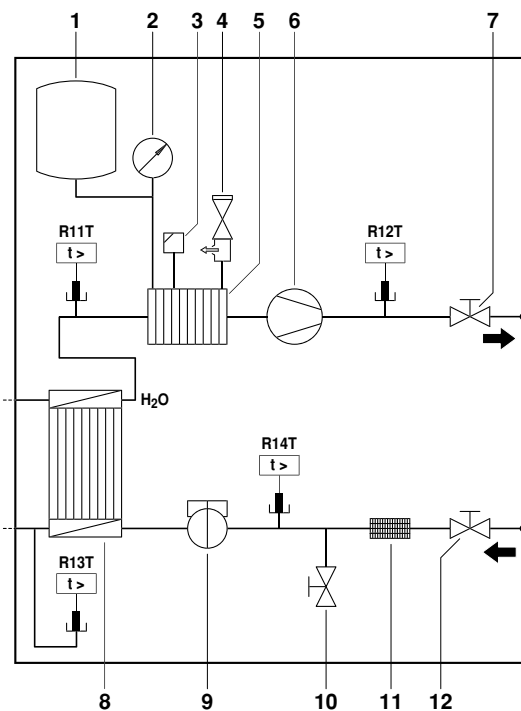 1 2 3 4 5 6 7
R11T
t >
R12T
t >
H₂O
R14T
t >
R13T
t >
8 9 10 11 12